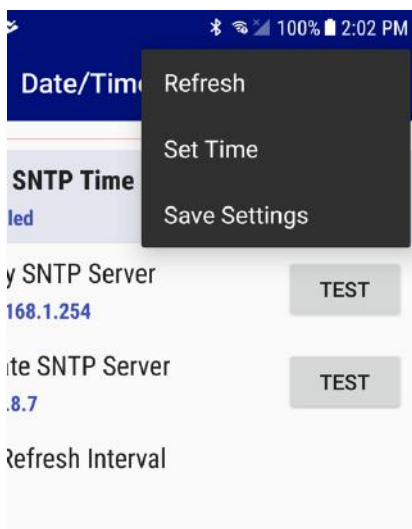 100% 2:02 PM
Date/Time
Refresh
Set Time
Save Settings
SNTP Time
led
y SNTP Server
168.1.254
TEST
te SNTP Server
.8.7
TEST
Refresh Interval